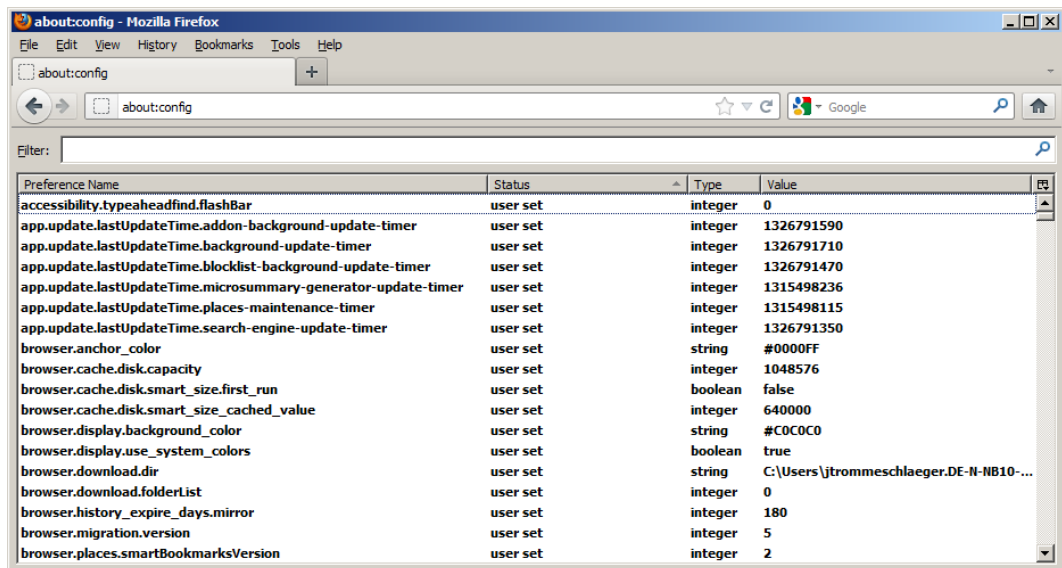 about:config - Mozilla Firefox
File Edit View History Bookmarks Tools Help
about:config +
about:config Google
Filter:
Preference Name Status Type Value
accessibility.typeaheadfind.flashBar user set integer 0
app.update.lastUpdateTime.addon-background-update-timer user set integer 1326791590
app.update.lastUpdateTime.background-update-timer user set integer 1326791710
app.update.lastUpdateTime.blocklist-background-update-timer user set integer 1326791470
app.update.lastUpdateTime.microsummary-generator-update-timer user set integer 1315498236
app.update.lastUpdateTime.places-maintenance-timer user set integer 1315498115
app.update.lastUpdateTime.search-engine-update-timer user set integer 1326791350
browser.anchor_color user set string #0000FF
browser.cache.disk.capacity user set integer 1048576
browser.cache.disk.smart_size.first_run user set boolean false
browser.cache.disk.smart_size_cached_value user set integer 640000
browser.display.background_color user set string #C0C0C0
browser.display.use_system_colors user set boolean true
browser.download.dir user set string C:\Users\jtrommeschlaeger.DE-N-NB10-...
browser.download.folderList user set integer 0
browser.history_expire_days.mirror user set integer 180
browser.migration.version user set integer 5
browser.places.smartBookmarksVersion user set integer 2